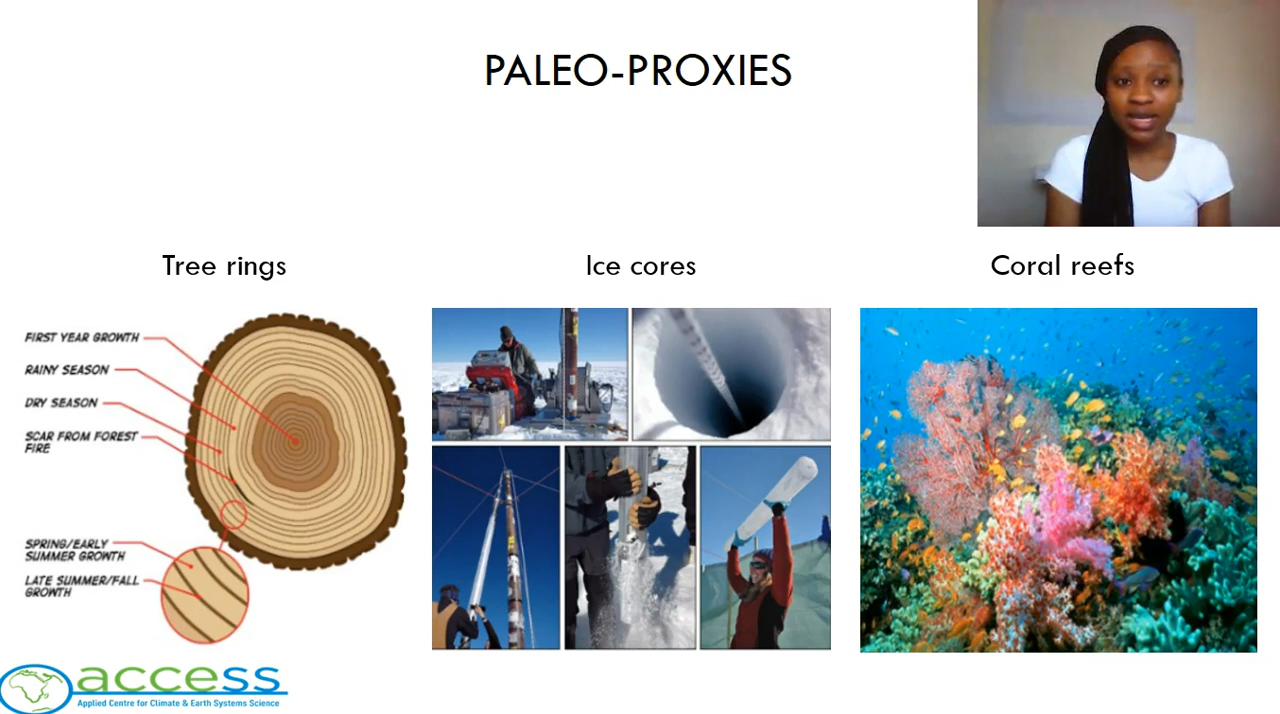 PALEO-PROXIES
Tree rings
Ice cores
Coral reefs
FIRST YEAR GROWTH
RAINY SEASON
DRY SEASON
SCAR FROM FOREST
FIRE
SPRING/EARLY
SUMMER GROWTH
LATE SUMMER/FALL
GROWTH
access
Applied Centre for Climate & Earth Systems Science